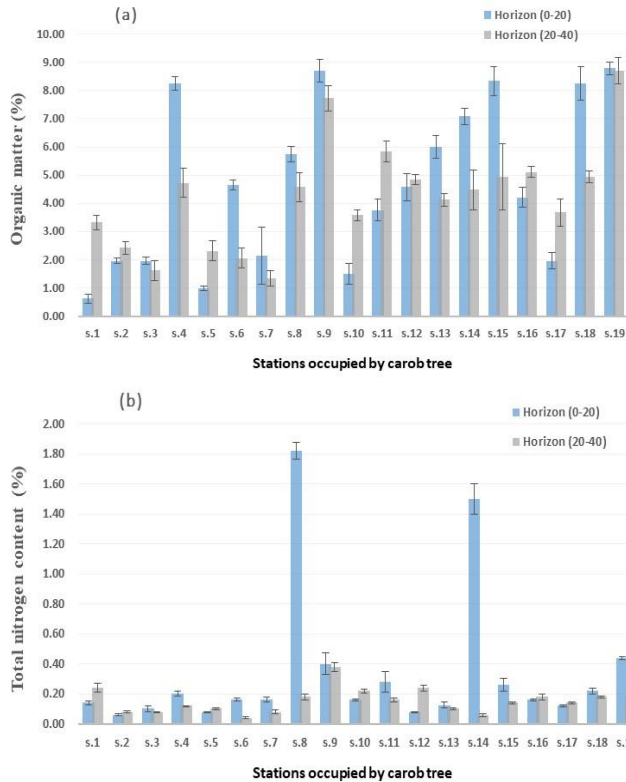 (a)
Horizon (0-20)
Horizon (20-40)
Organic matter (%)
10.00
9.00
8.00
7.00
6.00
5.00
4.00
3.00
2.00
1.00
0.00
s.1 s.2 s.3 s.4 s.5 s.6 s.7 s.8 s.9 s.10 s.11 s.12 s.13 s.14 s.15 s.16 s.17 s.18 s.19
Stations occupied by carob tree
(b)
Horizon (0-20)
Horizon (20-40)
Total nitrogen content (%)
2.00
1.80
1.60
1.40
1.20
1.00
0.80
0.60
0.40
0.20
0.00
s.1 s.2 s.3 s.4 s.5 s.6 s.7 s.8 s.9 s.10 s.11 s.12 s.13 s.14 s.15 s.16 s.17 s.18
Stations occupied by carob tree